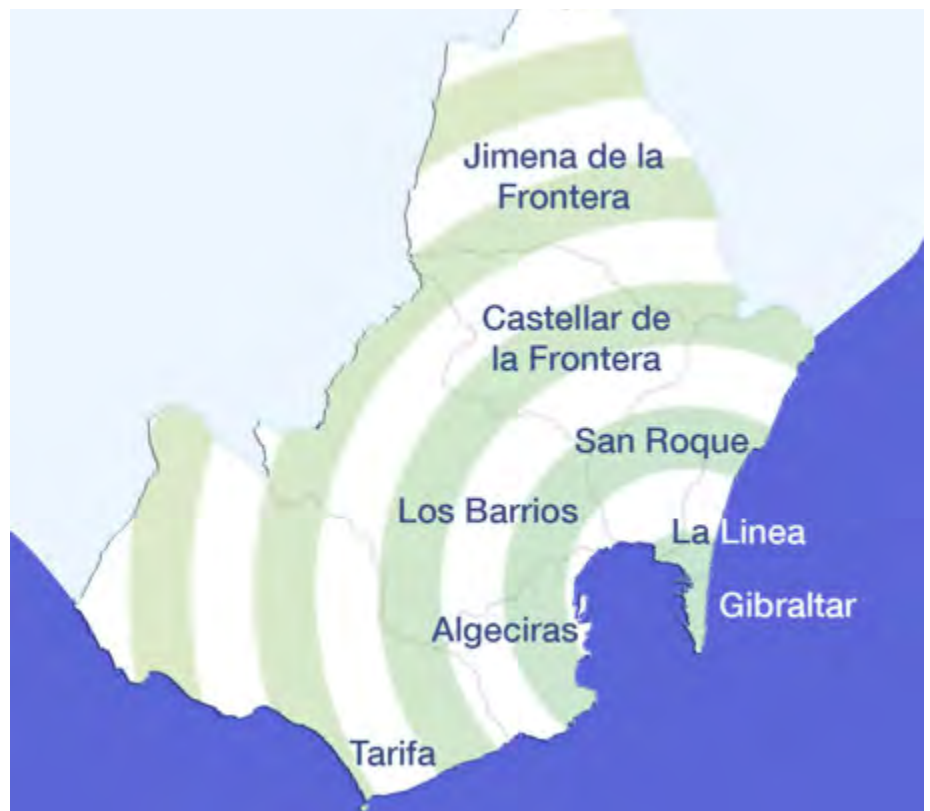 Jimena de la
Frontera
Castellar de
la Frontera
San Roque
Los Barrios
La Linea
Gibraltar
Algeciras
Tarifa